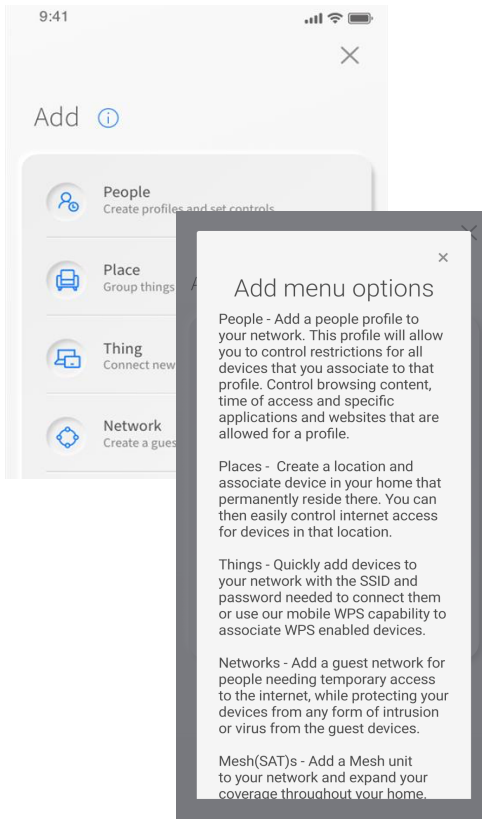 9:41
Add
People
Create profiles and set controls
Place
Group things
Thing
Connect new
Network
Create a gues
Add menu options
People - Add a people profile to
your network. This profile will allow
you to control restrictions for all
devices that you associate to that
profile. Control browsing content,
time of access and specific
applications and websites that are
allowed for a profile.
Places - Create a location and
associate device in your home that
permanently reside there. You can
then easily control internet access
for devices in that location.
Things - Quickly add devices to
your network with the SSID and
password needed to connect them
or use our mobile WPS capability to
associate WPS enabled devices.
Networks - Add a guest network for
people needing temporary access
to the internet, while protecting your
devices from any form of intrusion
or virus from the guest devices.
Mesh(SAT)s - Add a Mesh unit
to your network and expand your
coverage throughout your home.